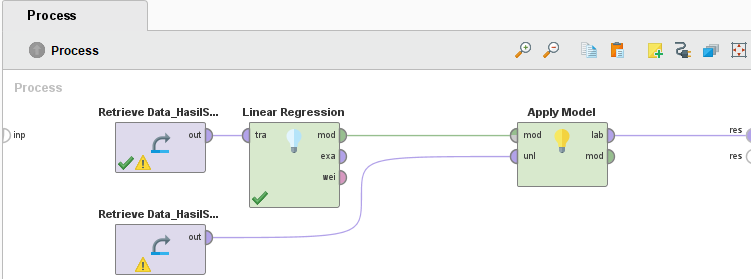 Process
Process
Process
inp
Retrieve Data_HasilS...
out
Linear Regression
tra
mod
exa
wei
Apply Model
mod
lab
unl
mod
res
res
Retrieve Data_HasilS...
out